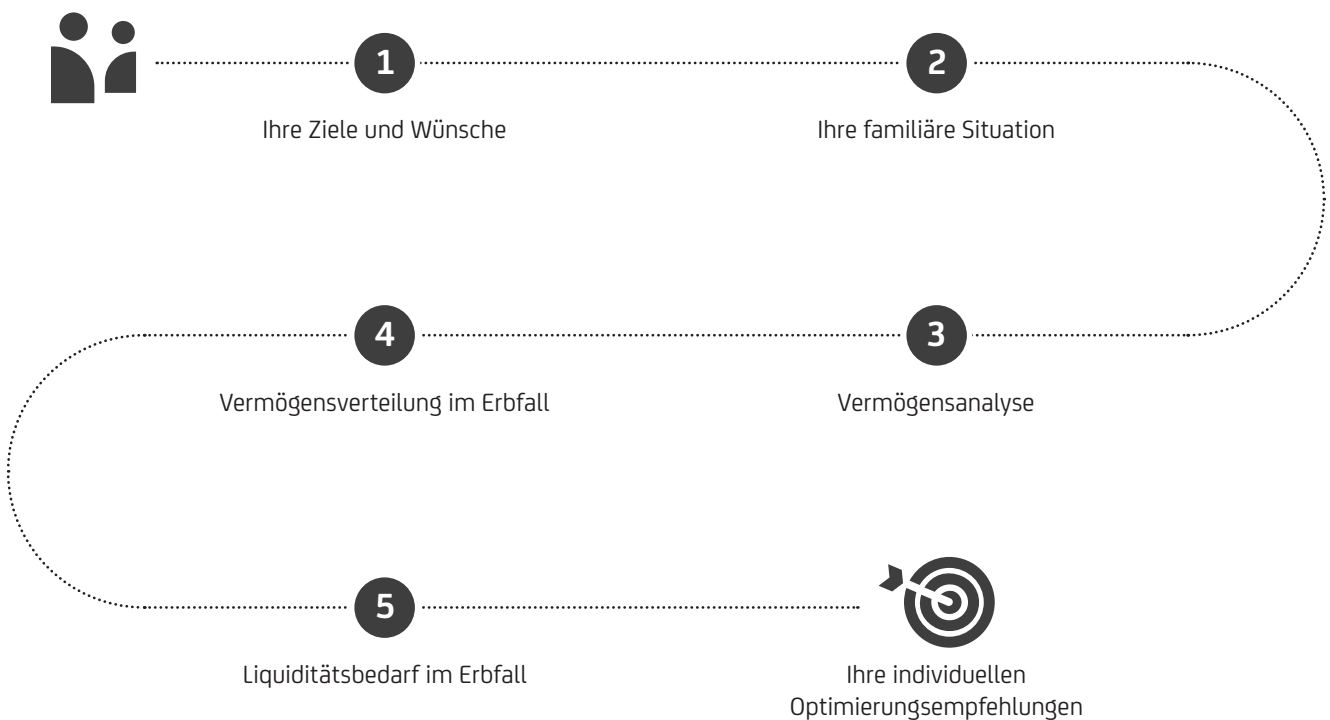 1
Ihre Ziele und Wünsche
2
Ihre familiäre Situation
3
Vermögensanalyse
4
Vermögensverteilung im Erbfall
5
Liquiditätsbedarf im Erbfall
Ihre individuellen
Optimierungsempfehlungen